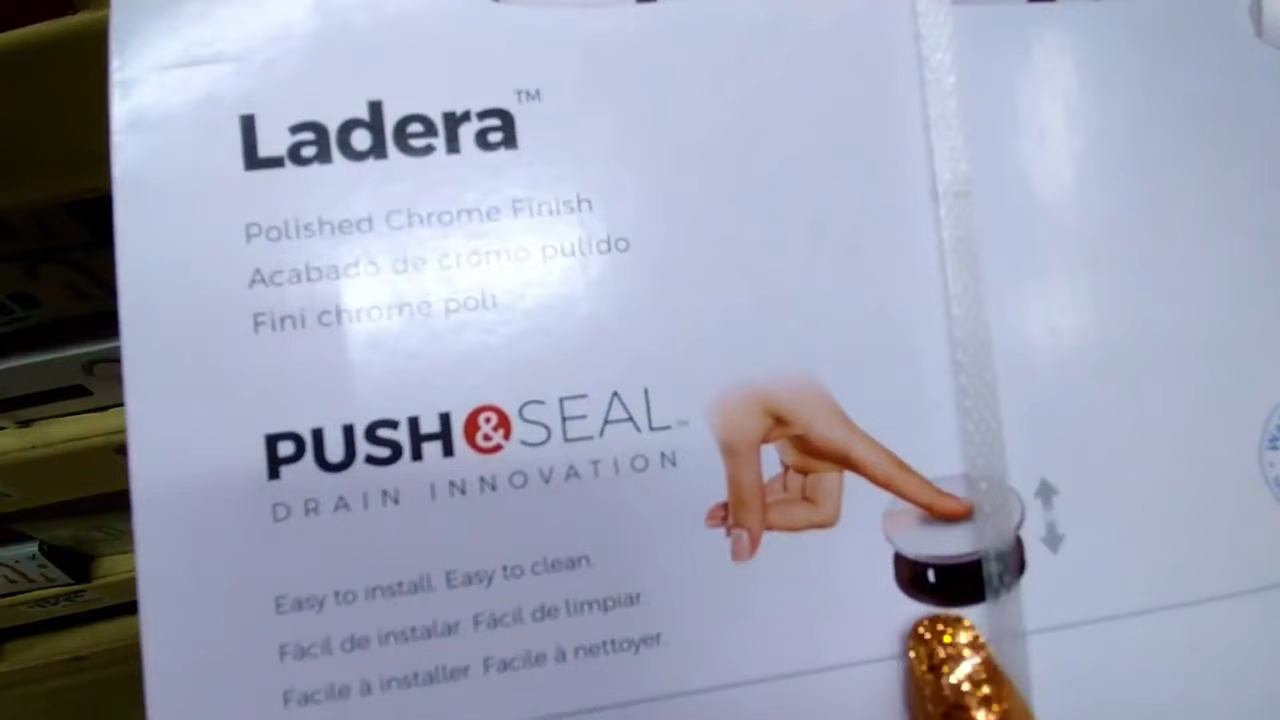 Ladera™
Polished Chrome Finish
Acabado de cromo pulido
Fini chrome poli
PUSH&SEAL™
DRAIN INNOVATION
Easy to install. Easy to clean.
Fácil de instalar. Fácil de limpiar.
Facile à installer. Facile à nettoyer.